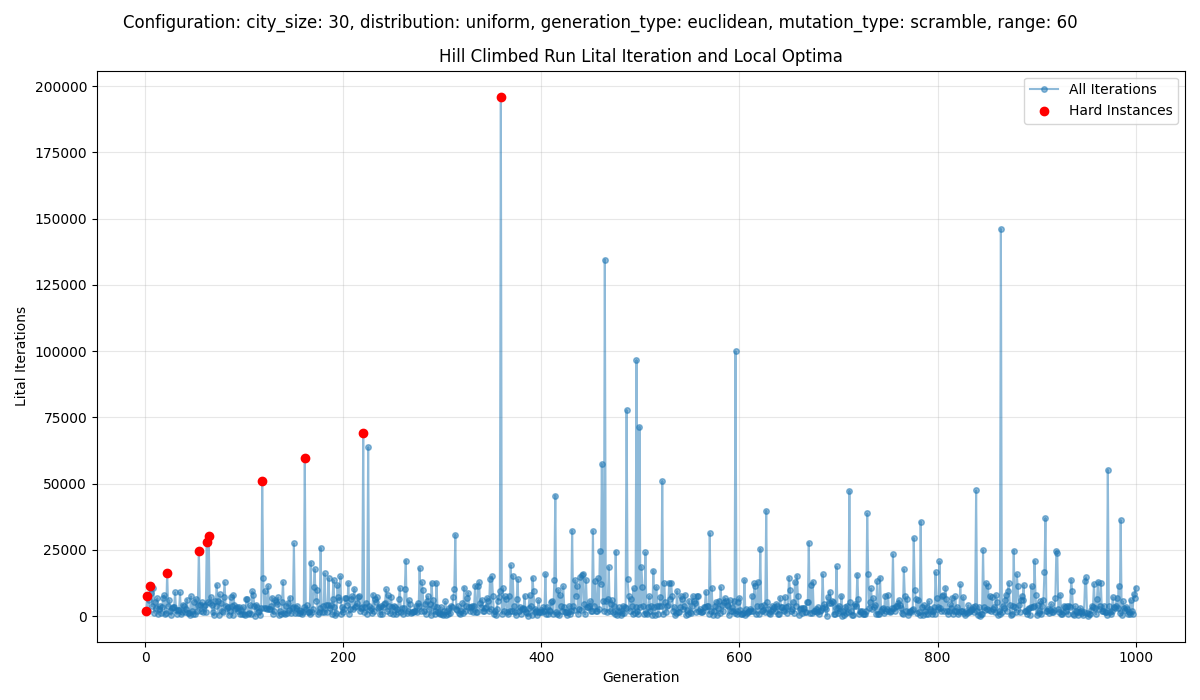 Configuration: city_size: 30, distribution: uniform, generation_type: euclidean, mutation_type: scramble, range: 60
Hill Climbed Run Lital Iteration and Local Optima
All Iterations
Hard Instances
Lital Iterations
200000
175000
150000
125000
100000
75000
50000
25000
0
0 200 400 600 800 1000
Generation